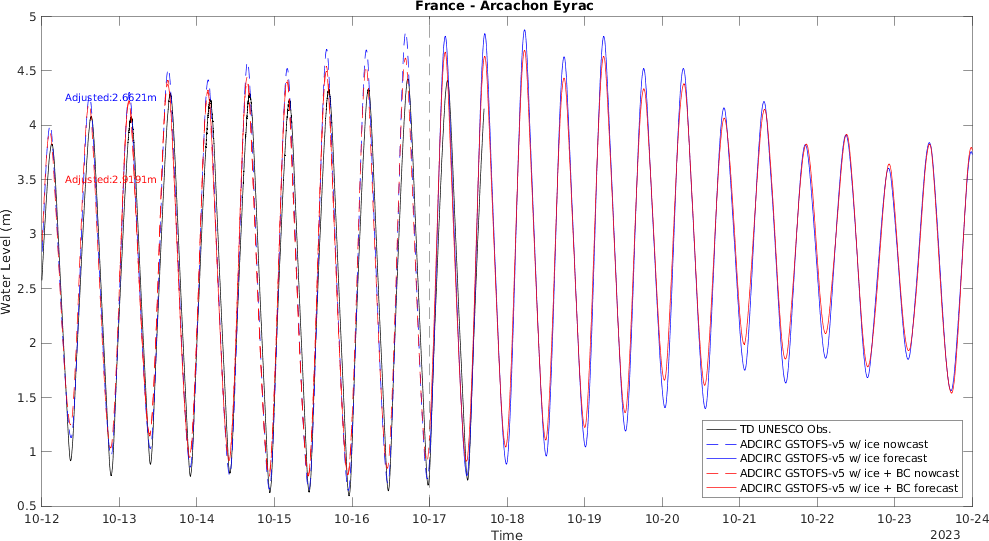 France - Arcachon Eyrac
Water Level (m)
5
4.5
4
3.5
3
2.5
2
1.5
1
0.5
Adjusted:2.6621m
Adjusted:2.9191m
TD UNESCO Obs.
ADCIRC GSTOFS-v5 w/ ice nowcast
ADCIRC GSTOFS-v5 w/ ice forecast
ADCIRC GSTOFS-v5 w/ ice + BC nowcast
ADCIRC GSTOFS-v5 w/ ice + BC forecast
10-12 10-13 10-14 10-15 10-16 10-17 10-18 10-19 10-20 10-21 10-22 10-23 10-24
Time
2023